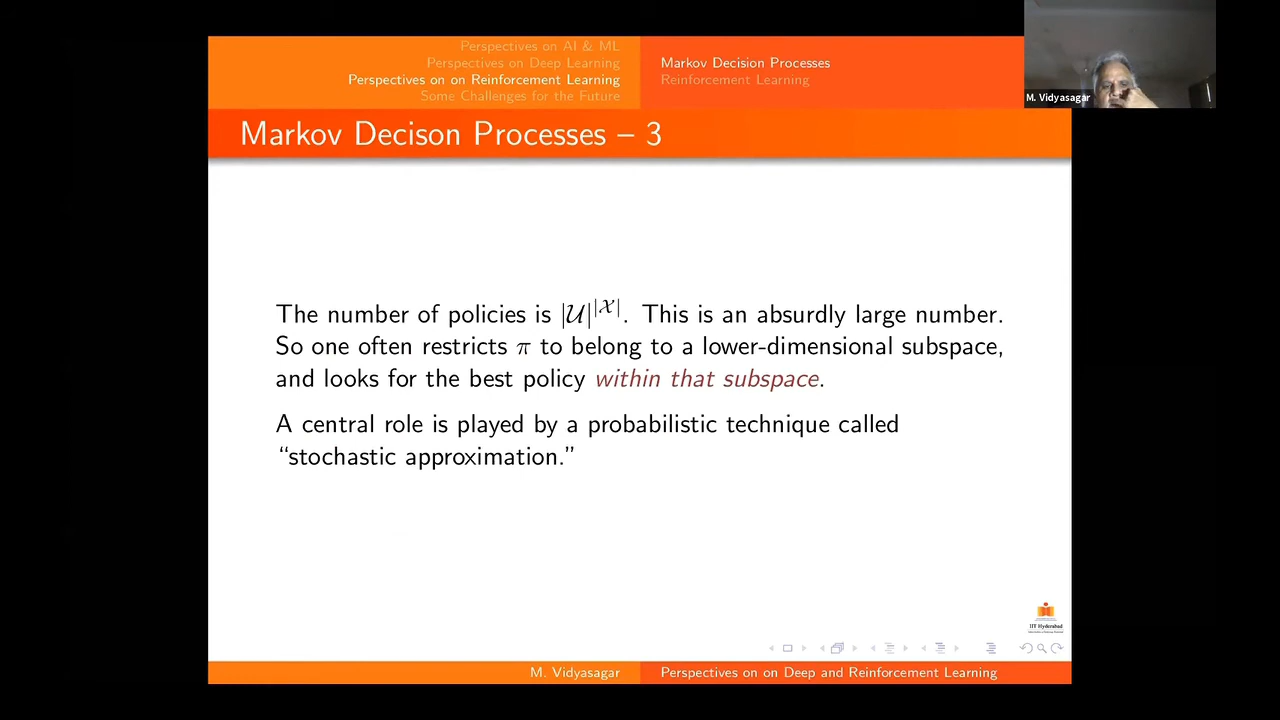 Perspectives on AI & ML
Perspectives on Deep Learning
Perspectives on on Reinforcement Learning
Some Challenges for the Future
Markov Decision Processes
Reinforcement Learning
M. Vidyasagar
Markov Decison Processes – 3
The number of policies is |𝒰|^|𝒳|. This is an absurdly large number.
So one often restricts π to belong to a lower-dimensional subspace,
and looks for the best policy within that subspace.
A central role is played by a probabilistic technique called
“stochastic approximation.”
IIT Hyderabad
M. Vidyasagar
Perspectives on on Deep and Reinforcement Learning